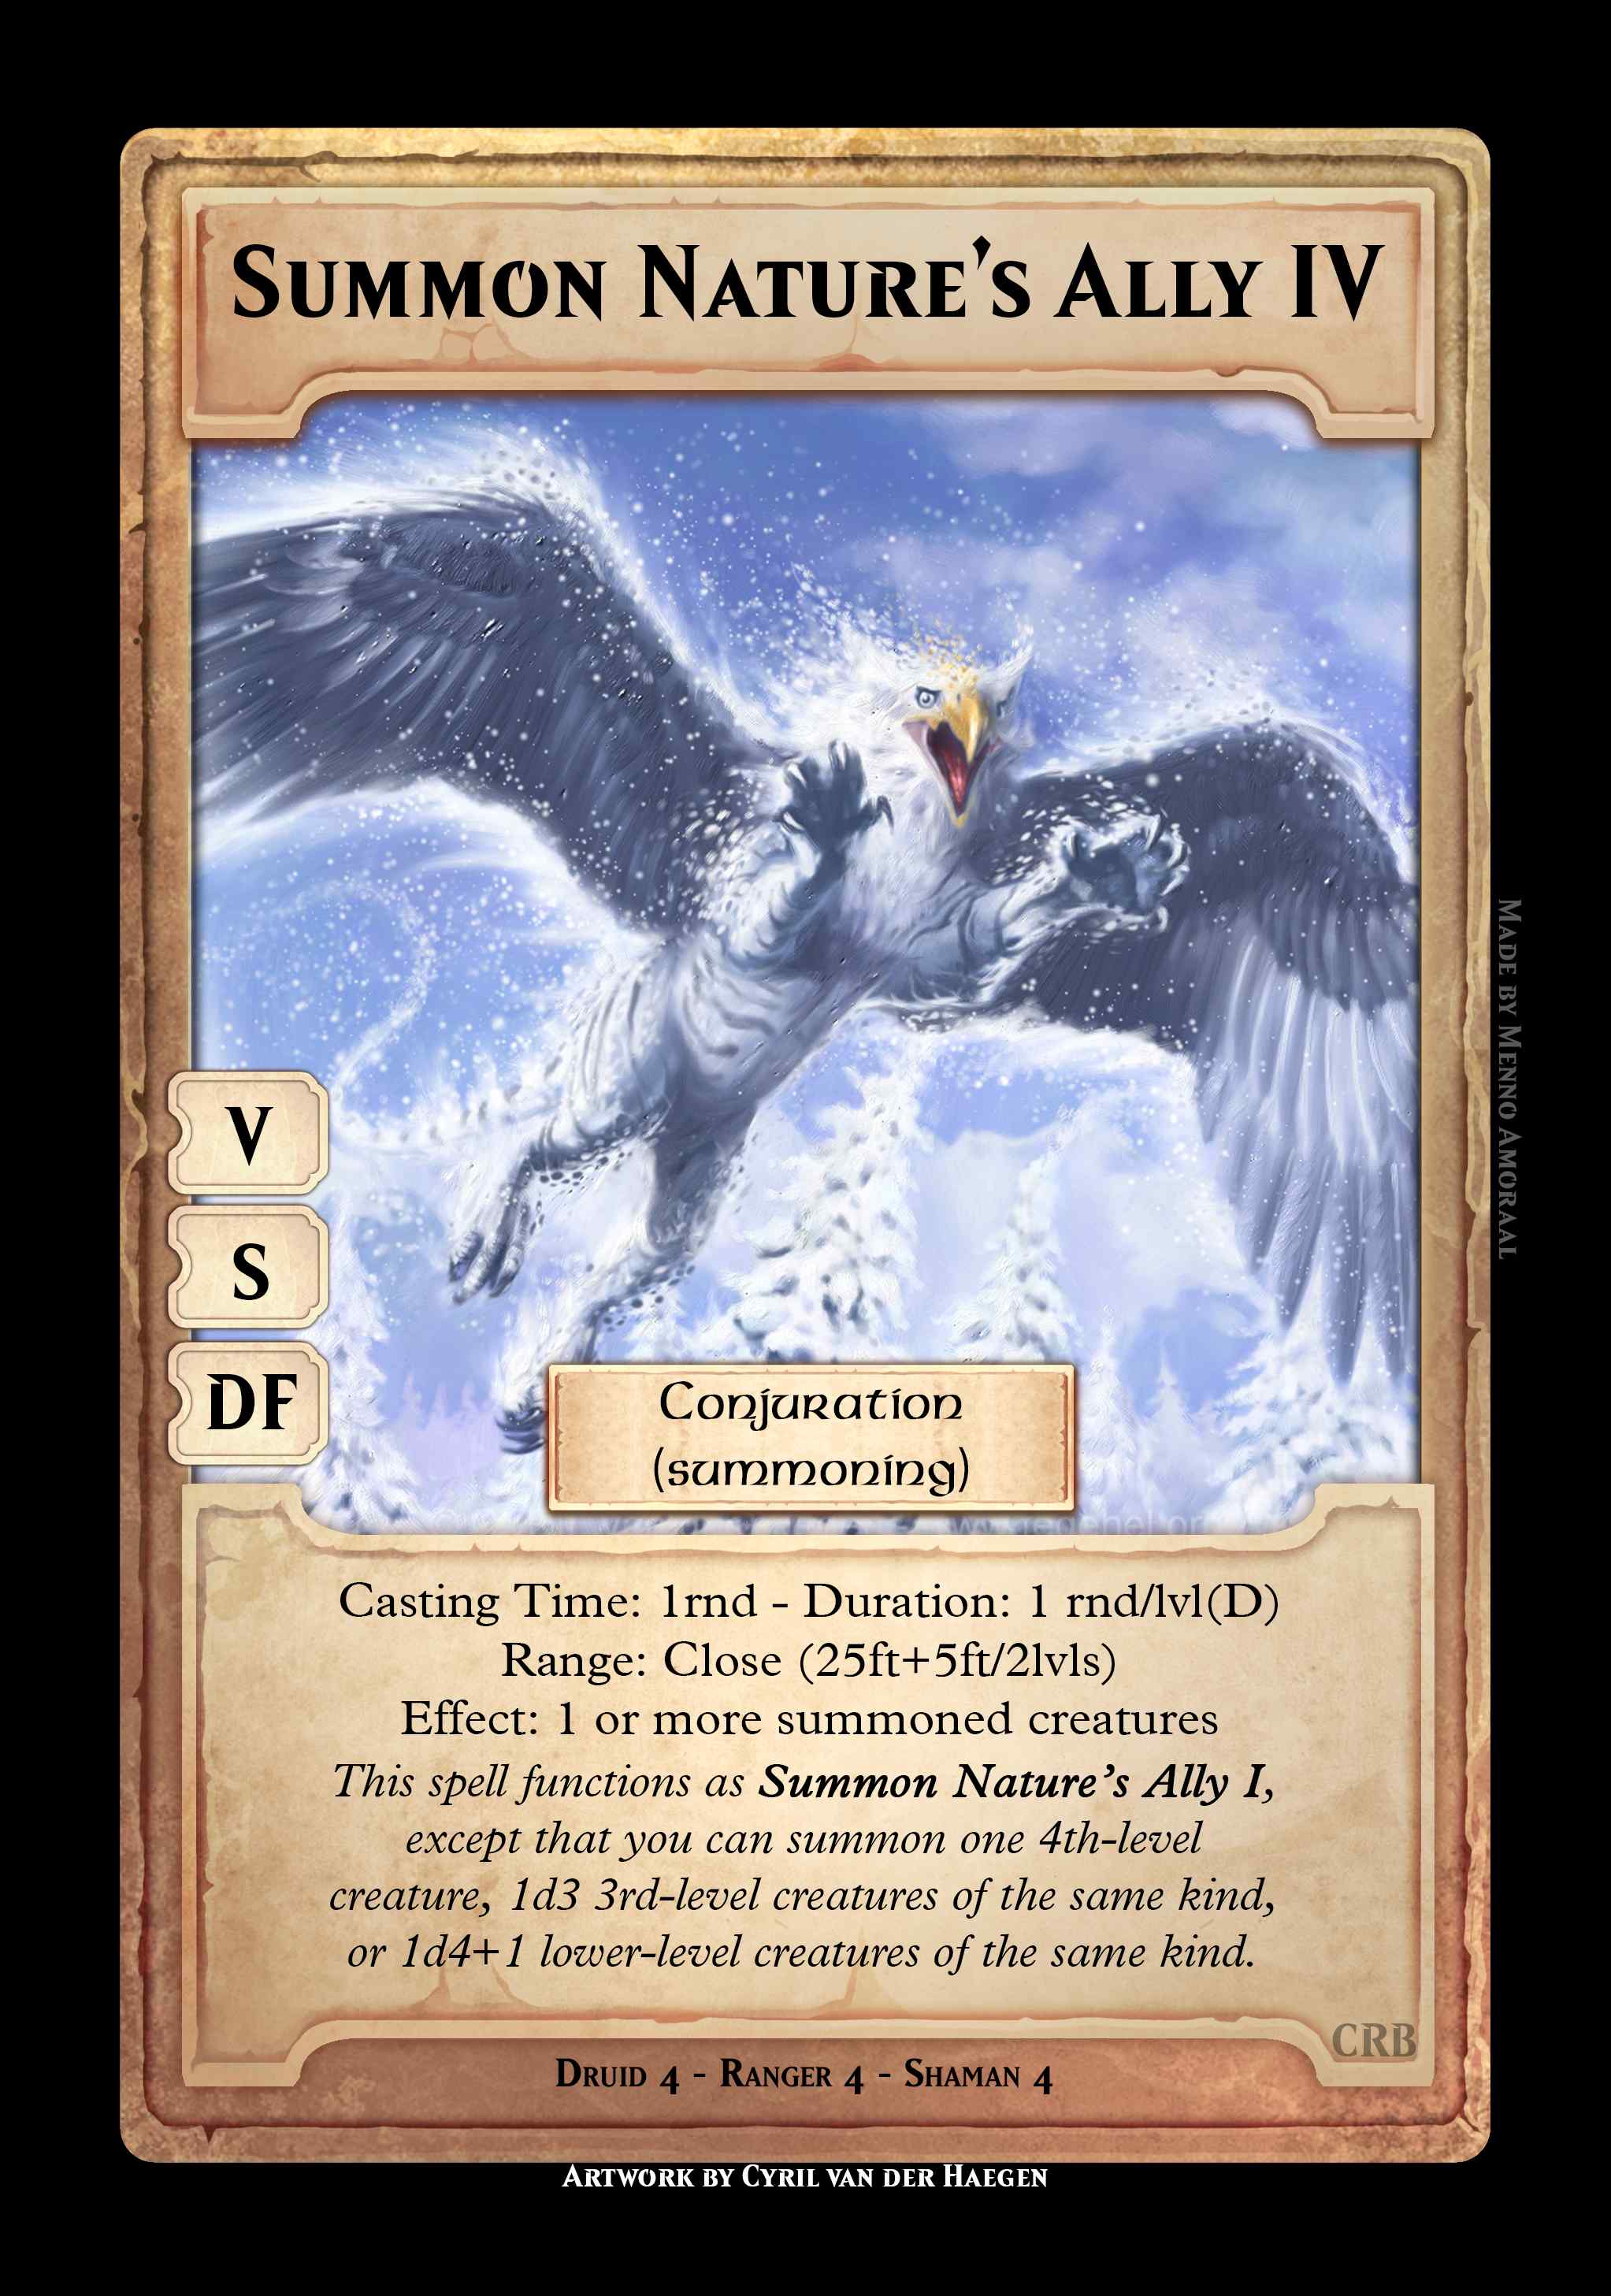 Summon Nature's Ally IV
Made by Menno Amoraal
V
S
DF
Conjuration
(summoning)
Casting Time: 1rnd - Duration: 1 rnd/lvl(D)
Range: Close (25ft+5ft/2lvls)
Effect: 1 or more summoned creatures
This spell functions as Summon Nature's Ally I,
except that you can summon one 4th-level
creature, 1d3 3rd-level creatures of the same kind,
or 1d4+1 lower-level creatures of the same kind.
CRB
Druid 4 - Ranger 4 - Shaman 4
Artwork by Cyril van der Haegen